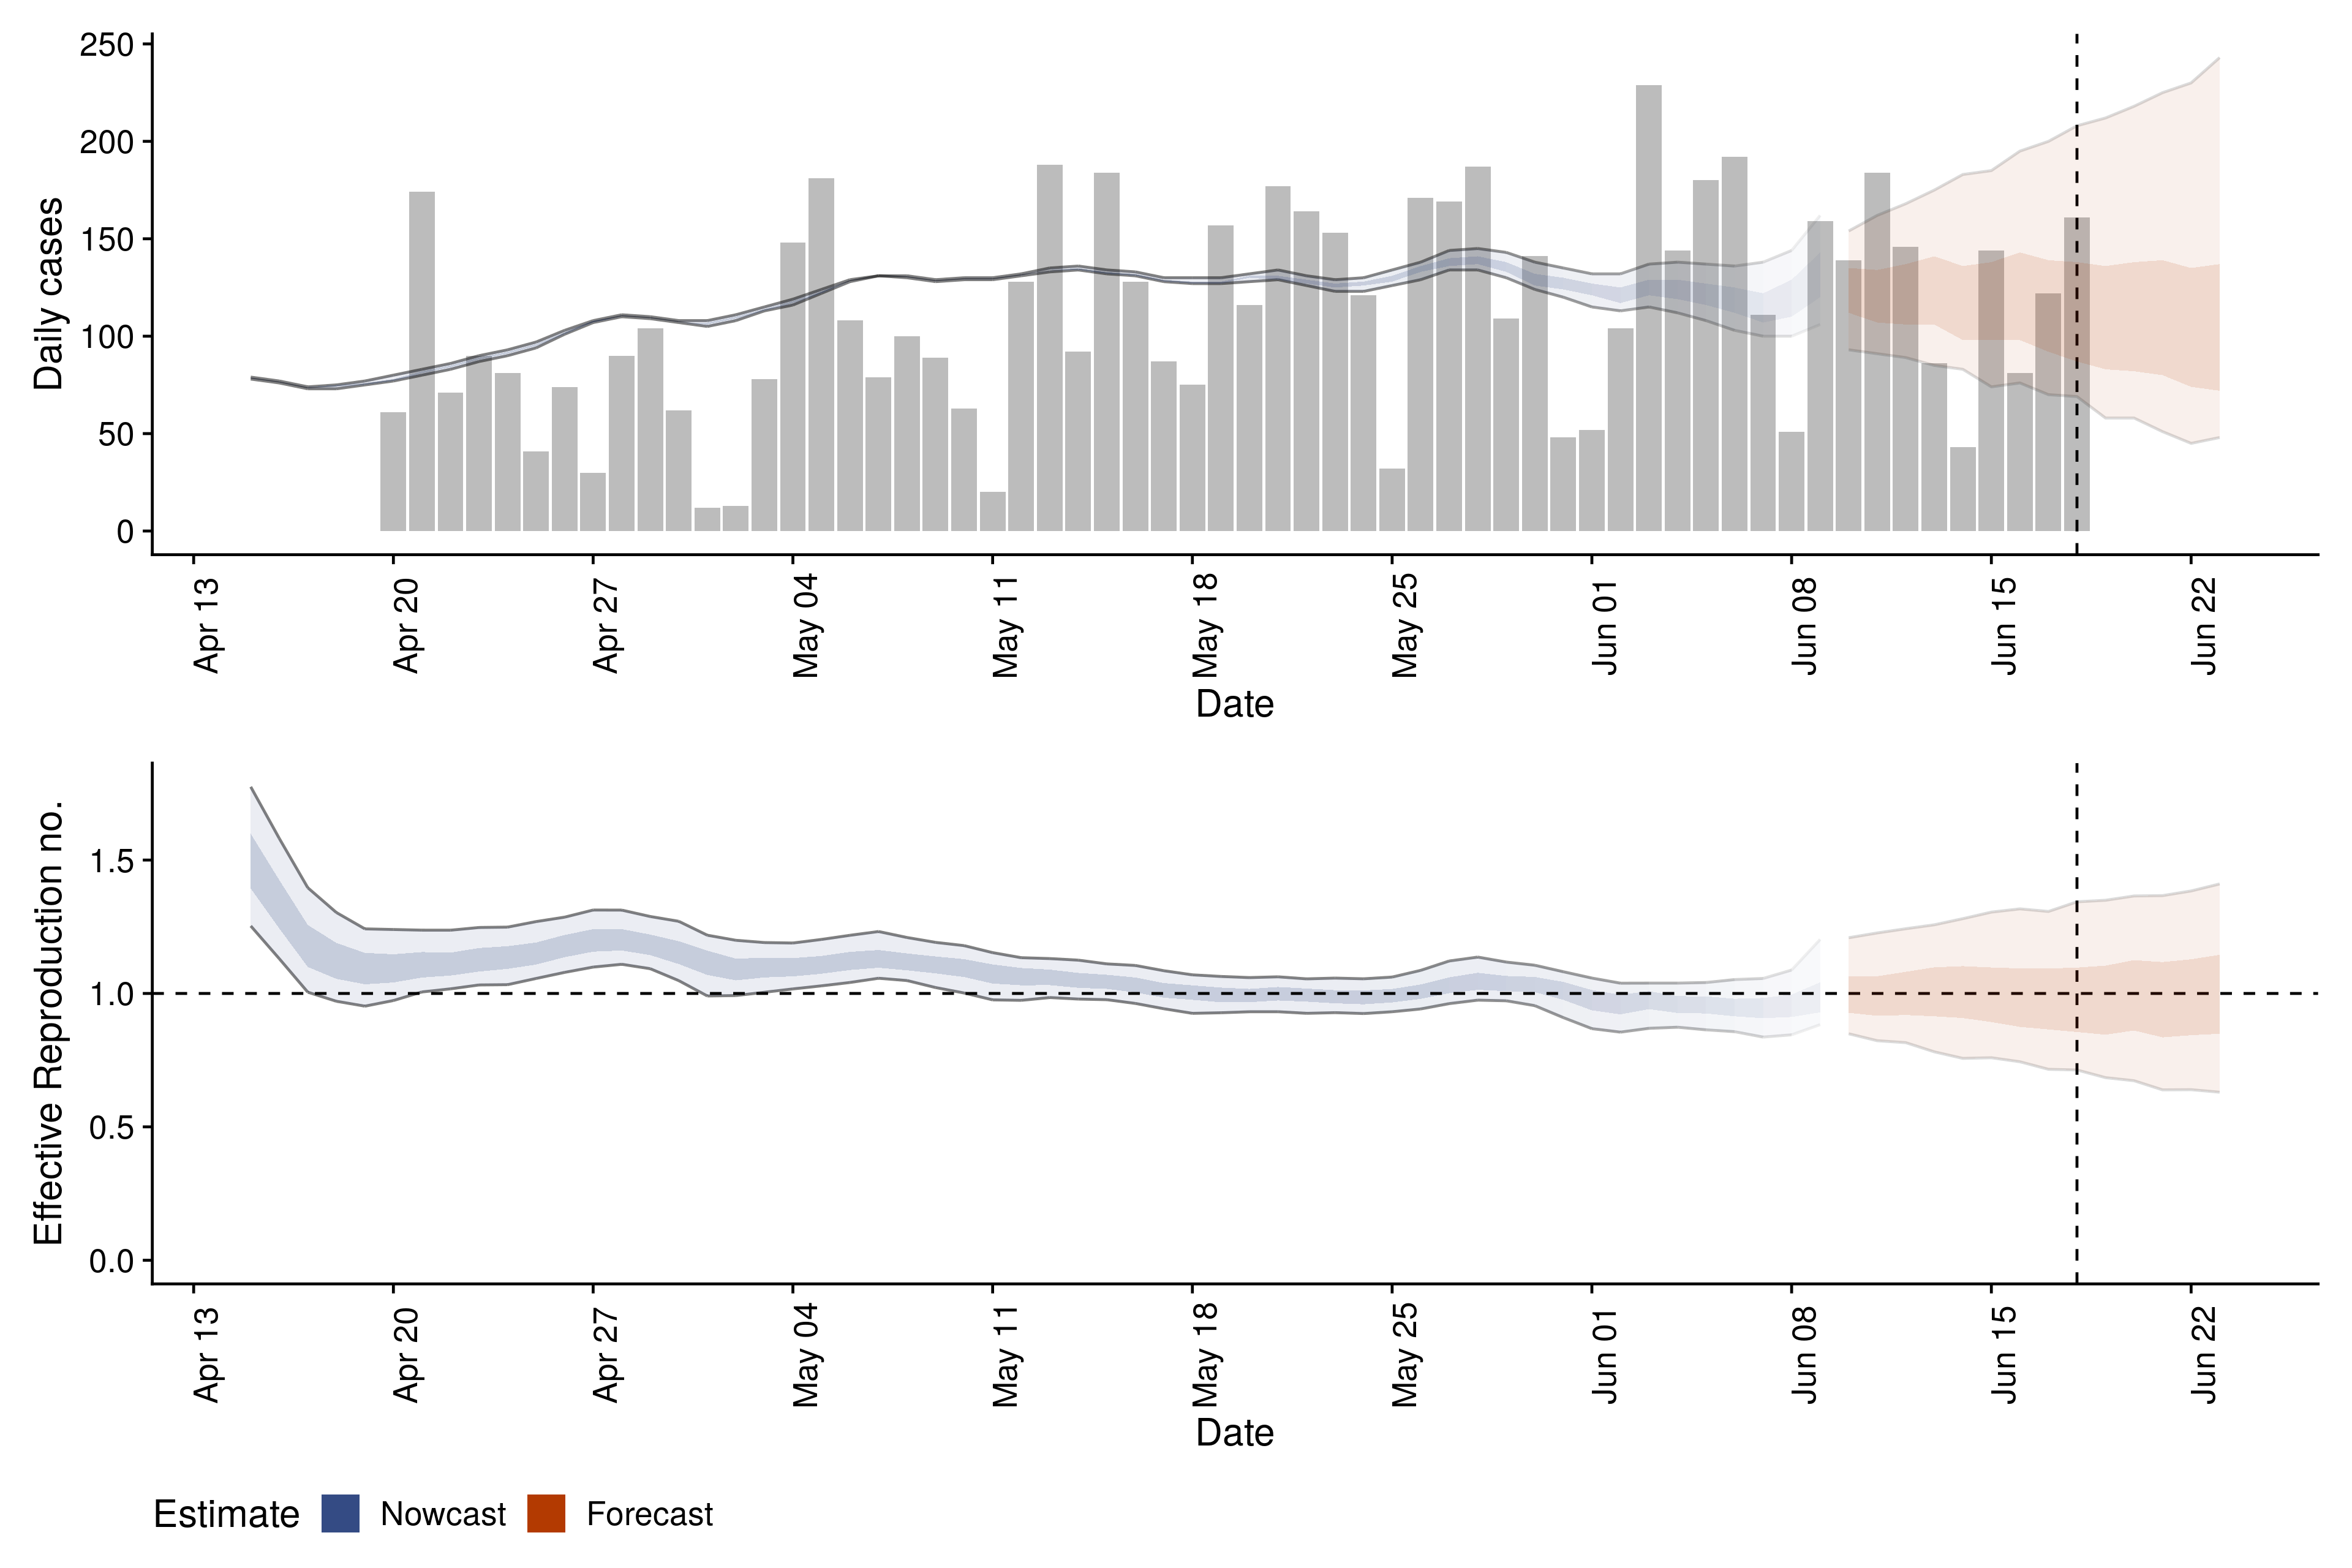 250
200
150
100
50
0
Daily cases
Apr 13
Apr 20
Apr 27
May 04
May 11
May 18
May 25
Jun 01
Jun 08
Jun 15
Jun 22
Date
1.5
1.0
0.5
0.0
Effective Reproduction no.
Apr 13
Apr 20
Apr 27
May 04
May 11
May 18
May 25
Jun 01
Jun 08
Jun 15
Jun 22
Date
Estimate Nowcast Forecast